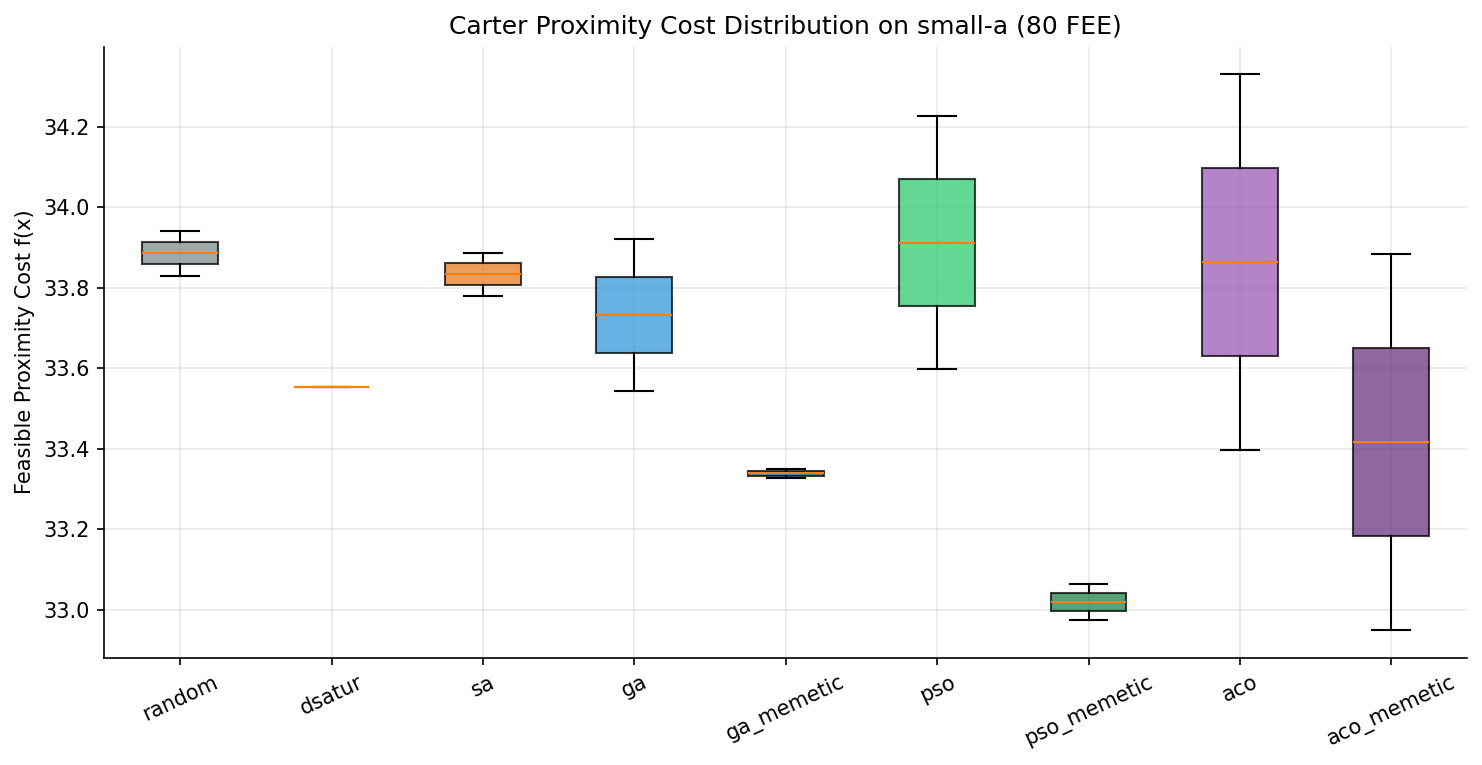 Carter Proximity Cost Distribution on small-a (80 FEE)
Feasible Proximity Cost f(x)
34.2
34.0
33.8
33.6
33.4
33.2
33.0
random
dsatur
sa
ga
ga_memetic
pso
pso_memetic
aco
aco_memetic